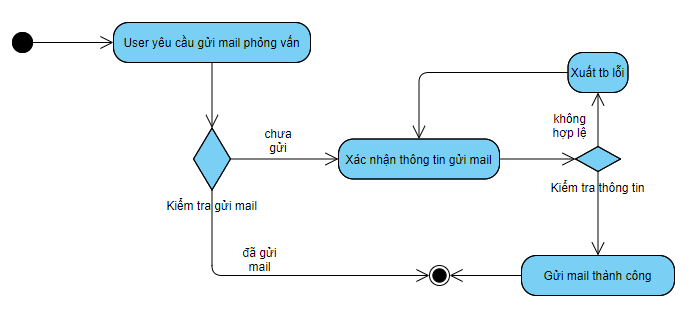 User yêu cầu gửi mail phỏng vấn
Xuất tb lỗi
không
hợp lệ
chưa
gửi
Xác nhận thông tin gửi mail
Kiểm tra thông tin
Kiểm tra gửi mail
đã gửi
mail
Gửi mail thành công